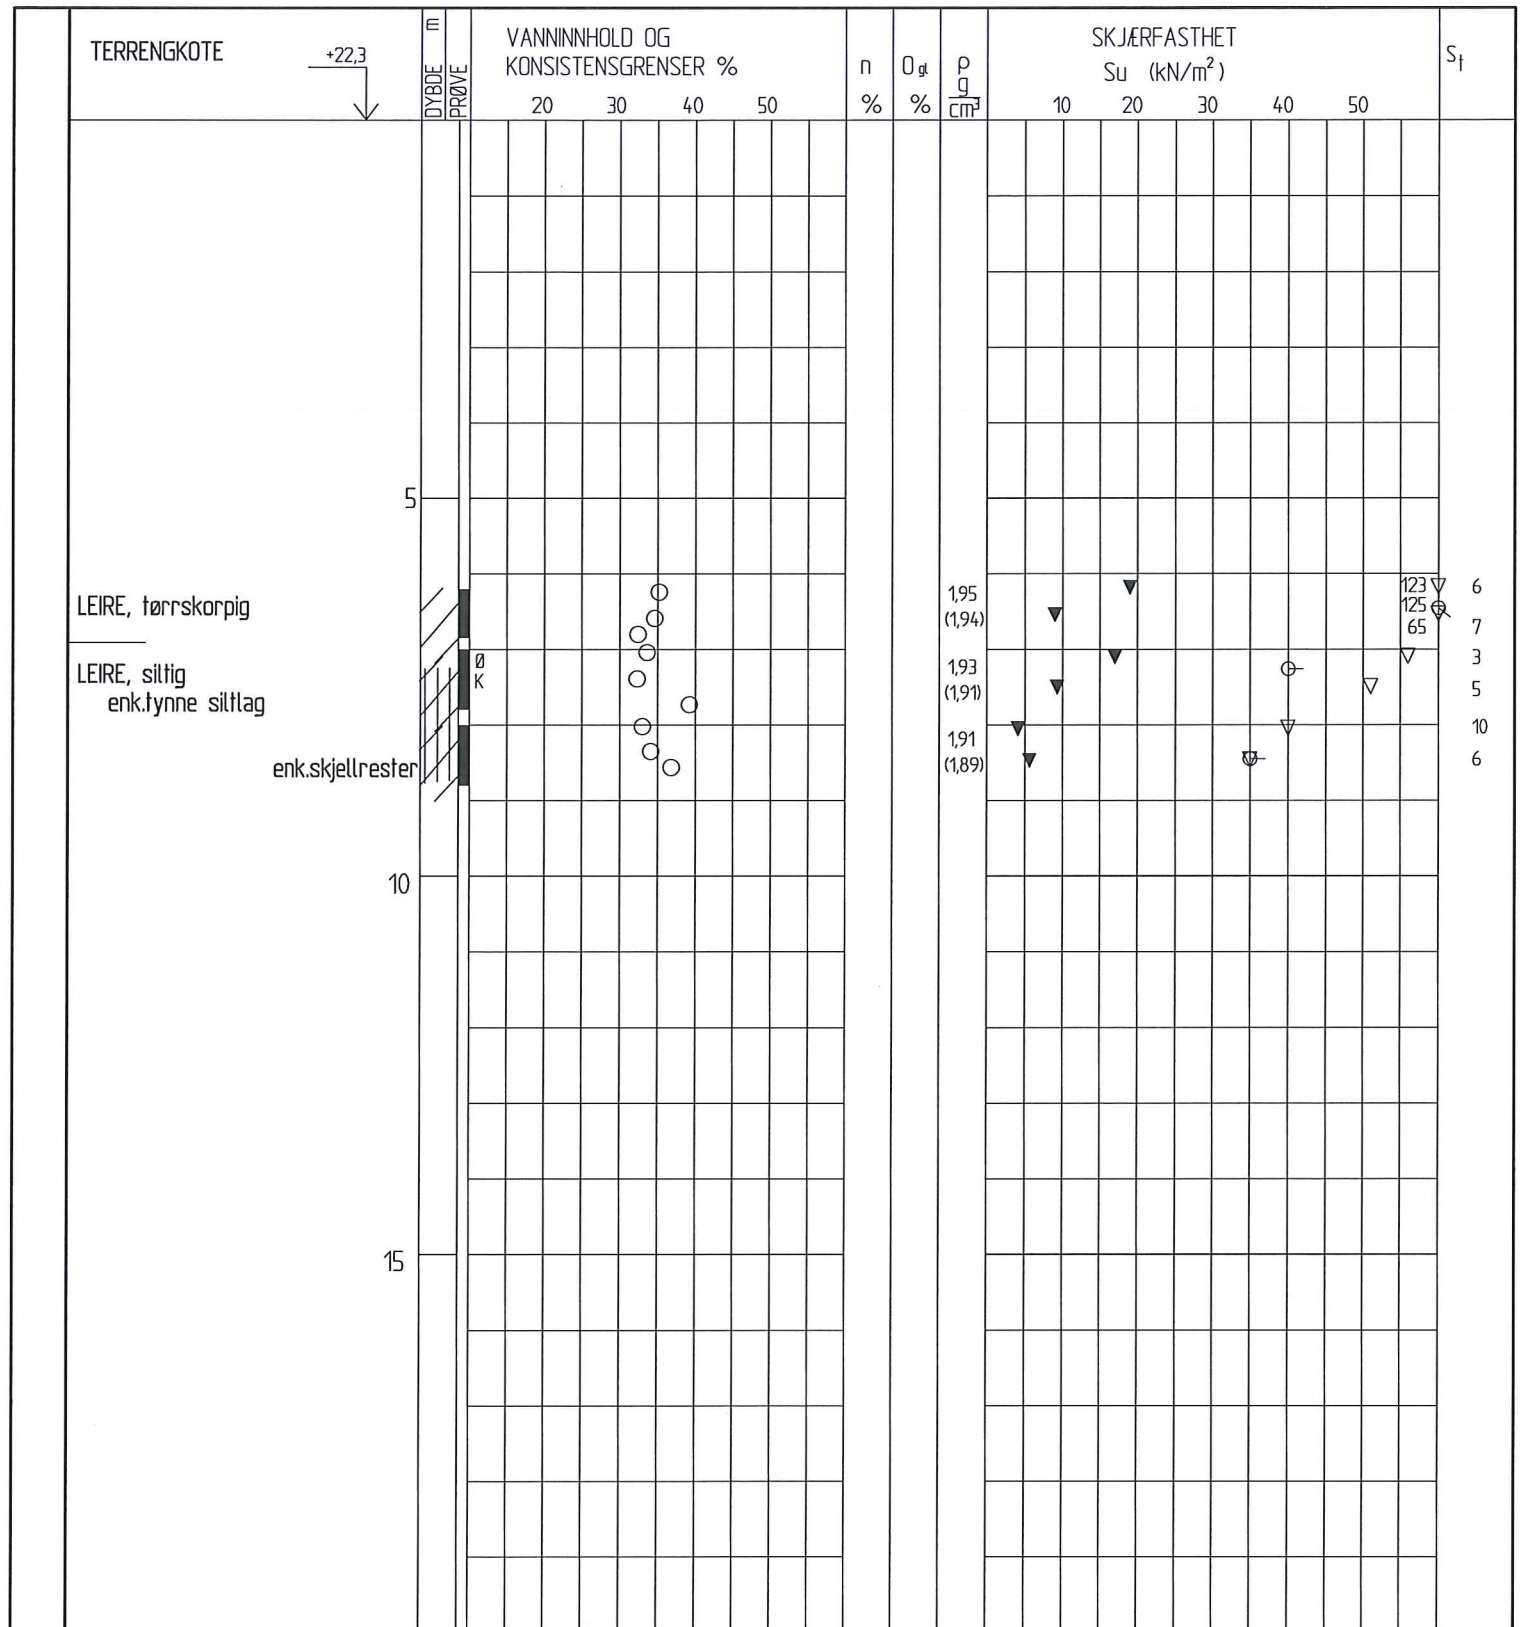 TERRENGKOTE
+22,3
DYBDE m
PRØVE
VANNINNHOLD OG
KONSISTENSGRENSER %
20 30 40 50
n
%
O gl
%
ρ
g
cm³
SKJÆRFASTHET
Su (kN/m²)
10 20 30 40 50
St
5
LEIRE, tørrskorpig
1,95
(1,94)
123
125
65
6
7
LEIRE, siltig
enk.tynne siltlag
Ø
K
1,93
(1,91)
3
5
enk.skjellrester
1,91
(1,89)
10
6
10
15